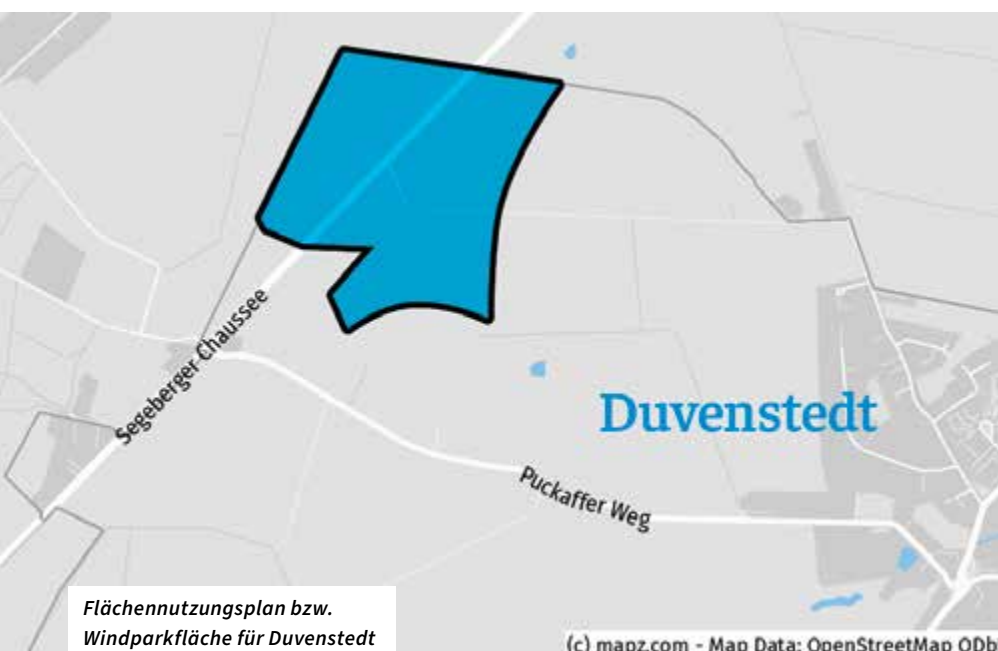 Segeberger Chaussee
Duvenstedt
Puckaffer Weg
Flächennutzungsplan bzw.
Windparkfläche für Duvenstedt
(c) mapz.com - Map Data: OpenStreetMap ODb